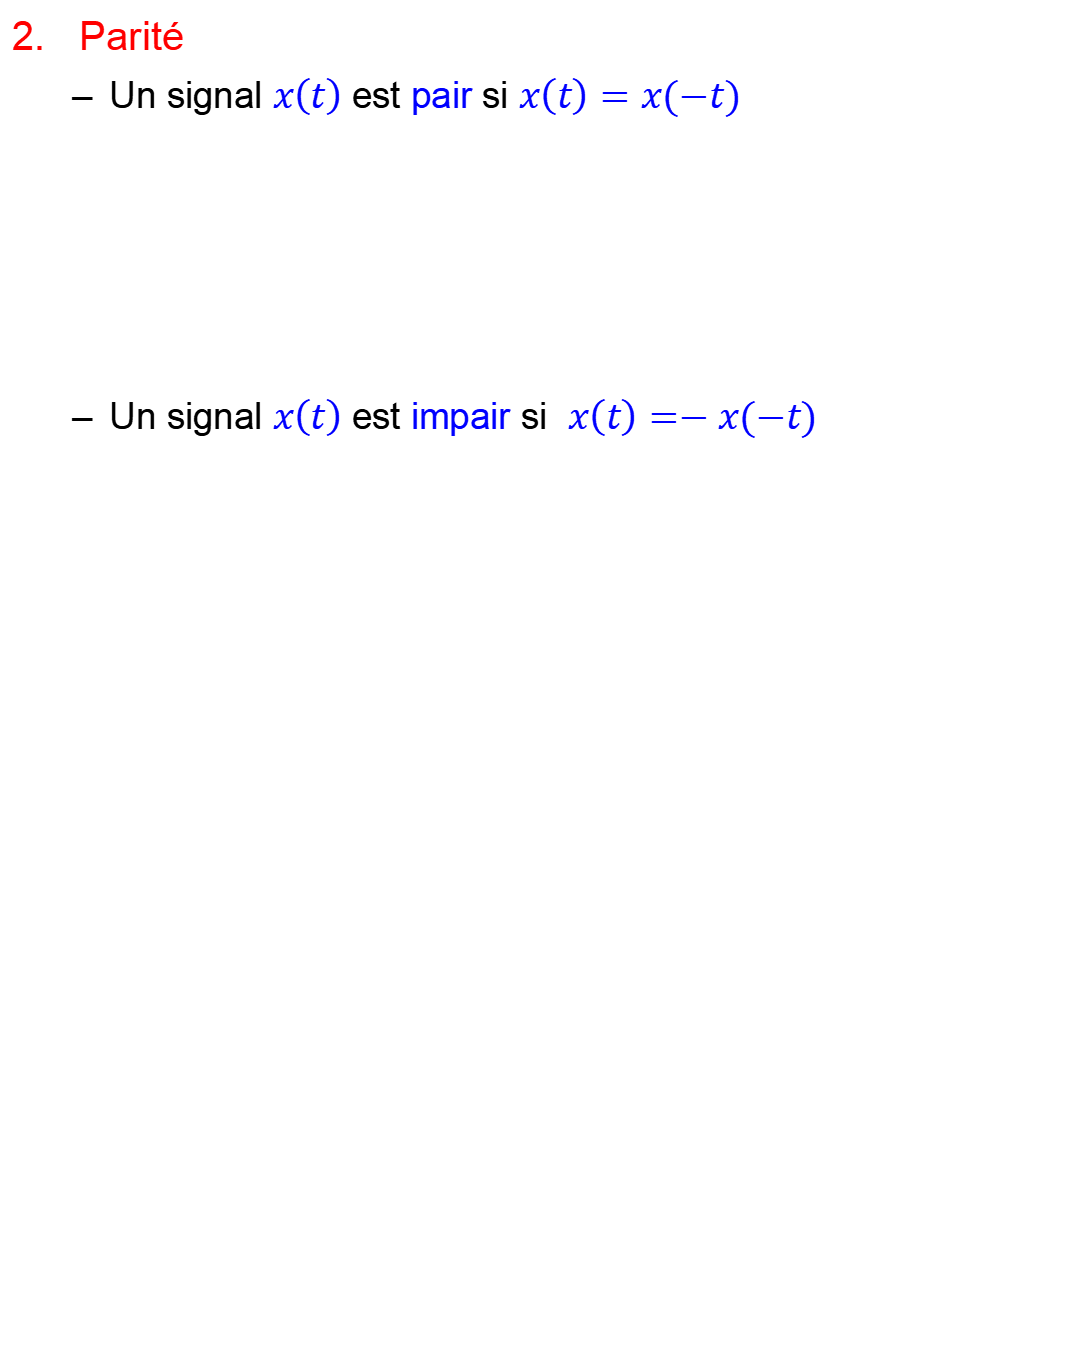 2. Parité
– Un signal x(t) est pair si x(t) = x(−t)
– Un signal x(t) est impair si x(t) =− x(−t)